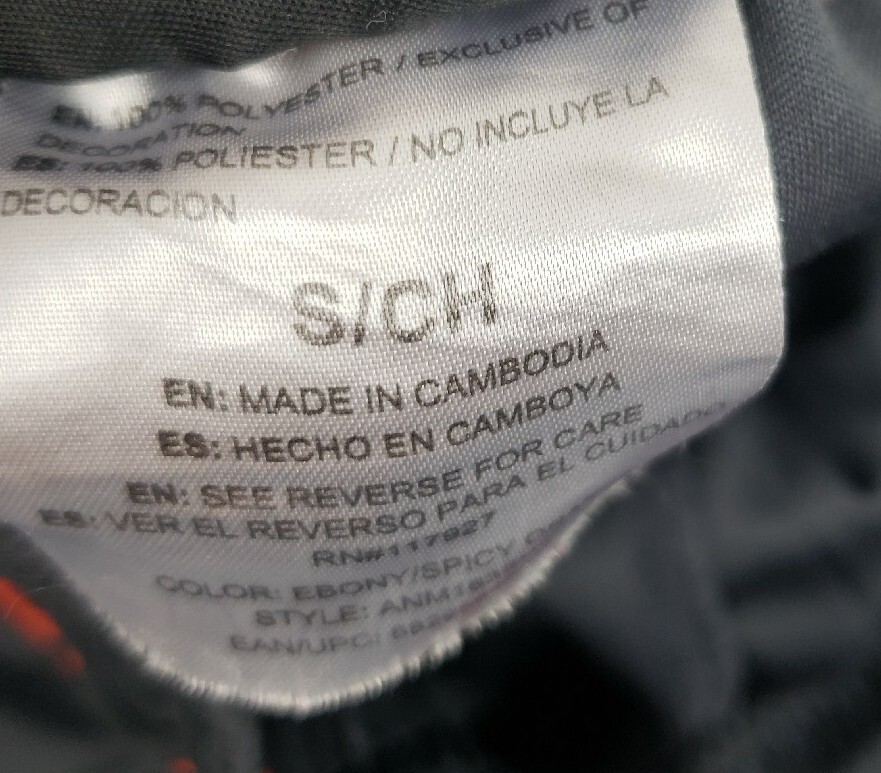 EN: 100% POLYESTER / EXCLUSIVE OF
DECORATION
ES: 100% POLIESTER / NO INCLUYE LA
DECORACION
S/CH
EN: MADE IN CAMBODIA
ES: HECHO EN CAMBOYA
EN: SEE REVERSE FOR CARE
ES: VER EL REVERSO PARA EL CUIDADO
RN#117927
COLOR: EBONY/SPICY
STYLE:
EAN/UPC: